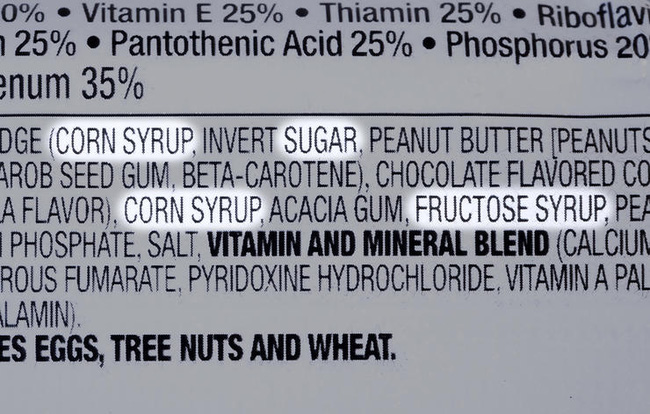 0% • Vitamin E 25% • Thiamin 25% • Riboflavi
n 25% • Pantothenic Acid 25% • Phosphorus 20
enum 35%
DGE (CORN SYRUP, INVERT SUGAR, PEANUT BUTTER [PEANUTS
AROB SEED GUM, BETA-CAROTENE), CHOCOLATE FLAVORED CO
LA FLAVOR), CORN SYRUP, ACACIA GUM, FRUCTOSE SYRUP, PEA
PHOSPHATE, SALT, VITAMIN AND MINERAL BLEND (CALCIUM
ROUS FUMARATE, PYRIDOXINE HYDROCHLORIDE, VITAMIN A PAL
ALAMIN).
ES EGGS, TREE NUTS AND WHEAT.